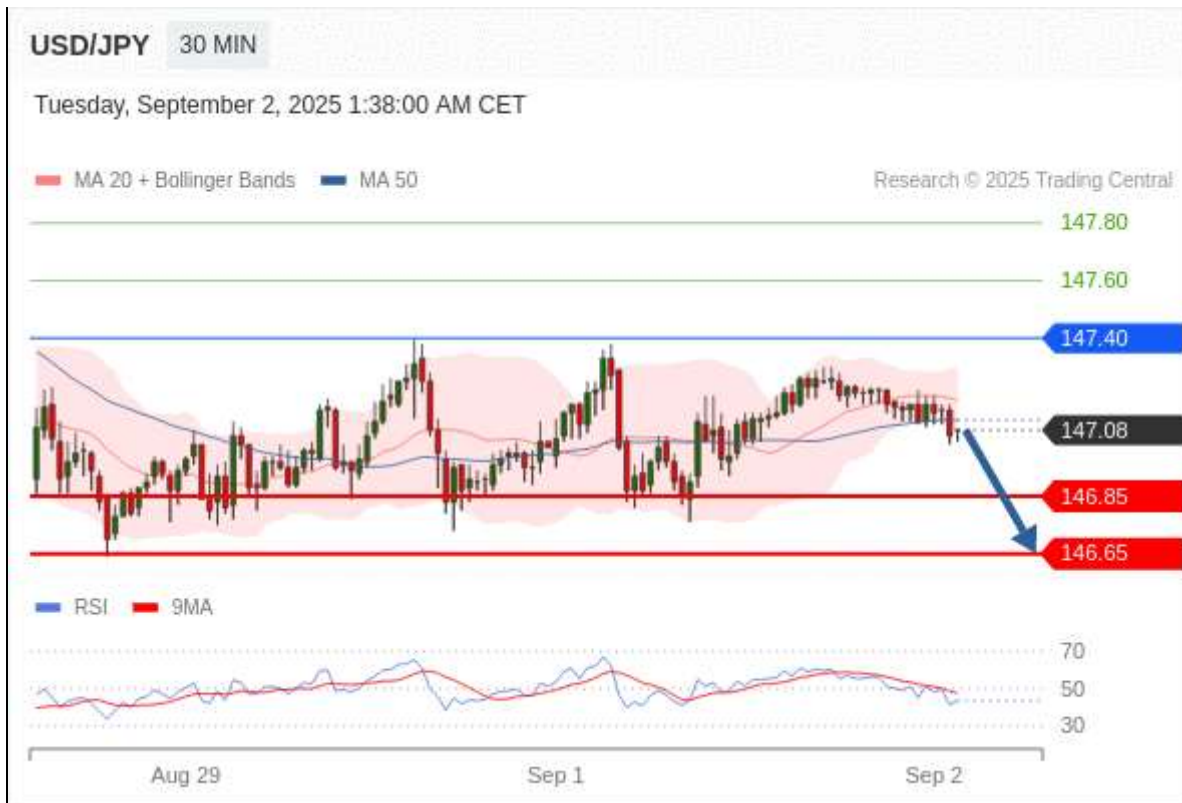 USD/JPY 30 MIN
Tuesday, September 2, 2025 1:38:00 AM CET
MA 20 + Bollinger Bands MA 50 Research © 2025 Trading Central
147.80
147.60
147.40
147.08
146.85
146.65
RSI 9MA
70
50
30
Aug 29 Sep 1 Sep 2